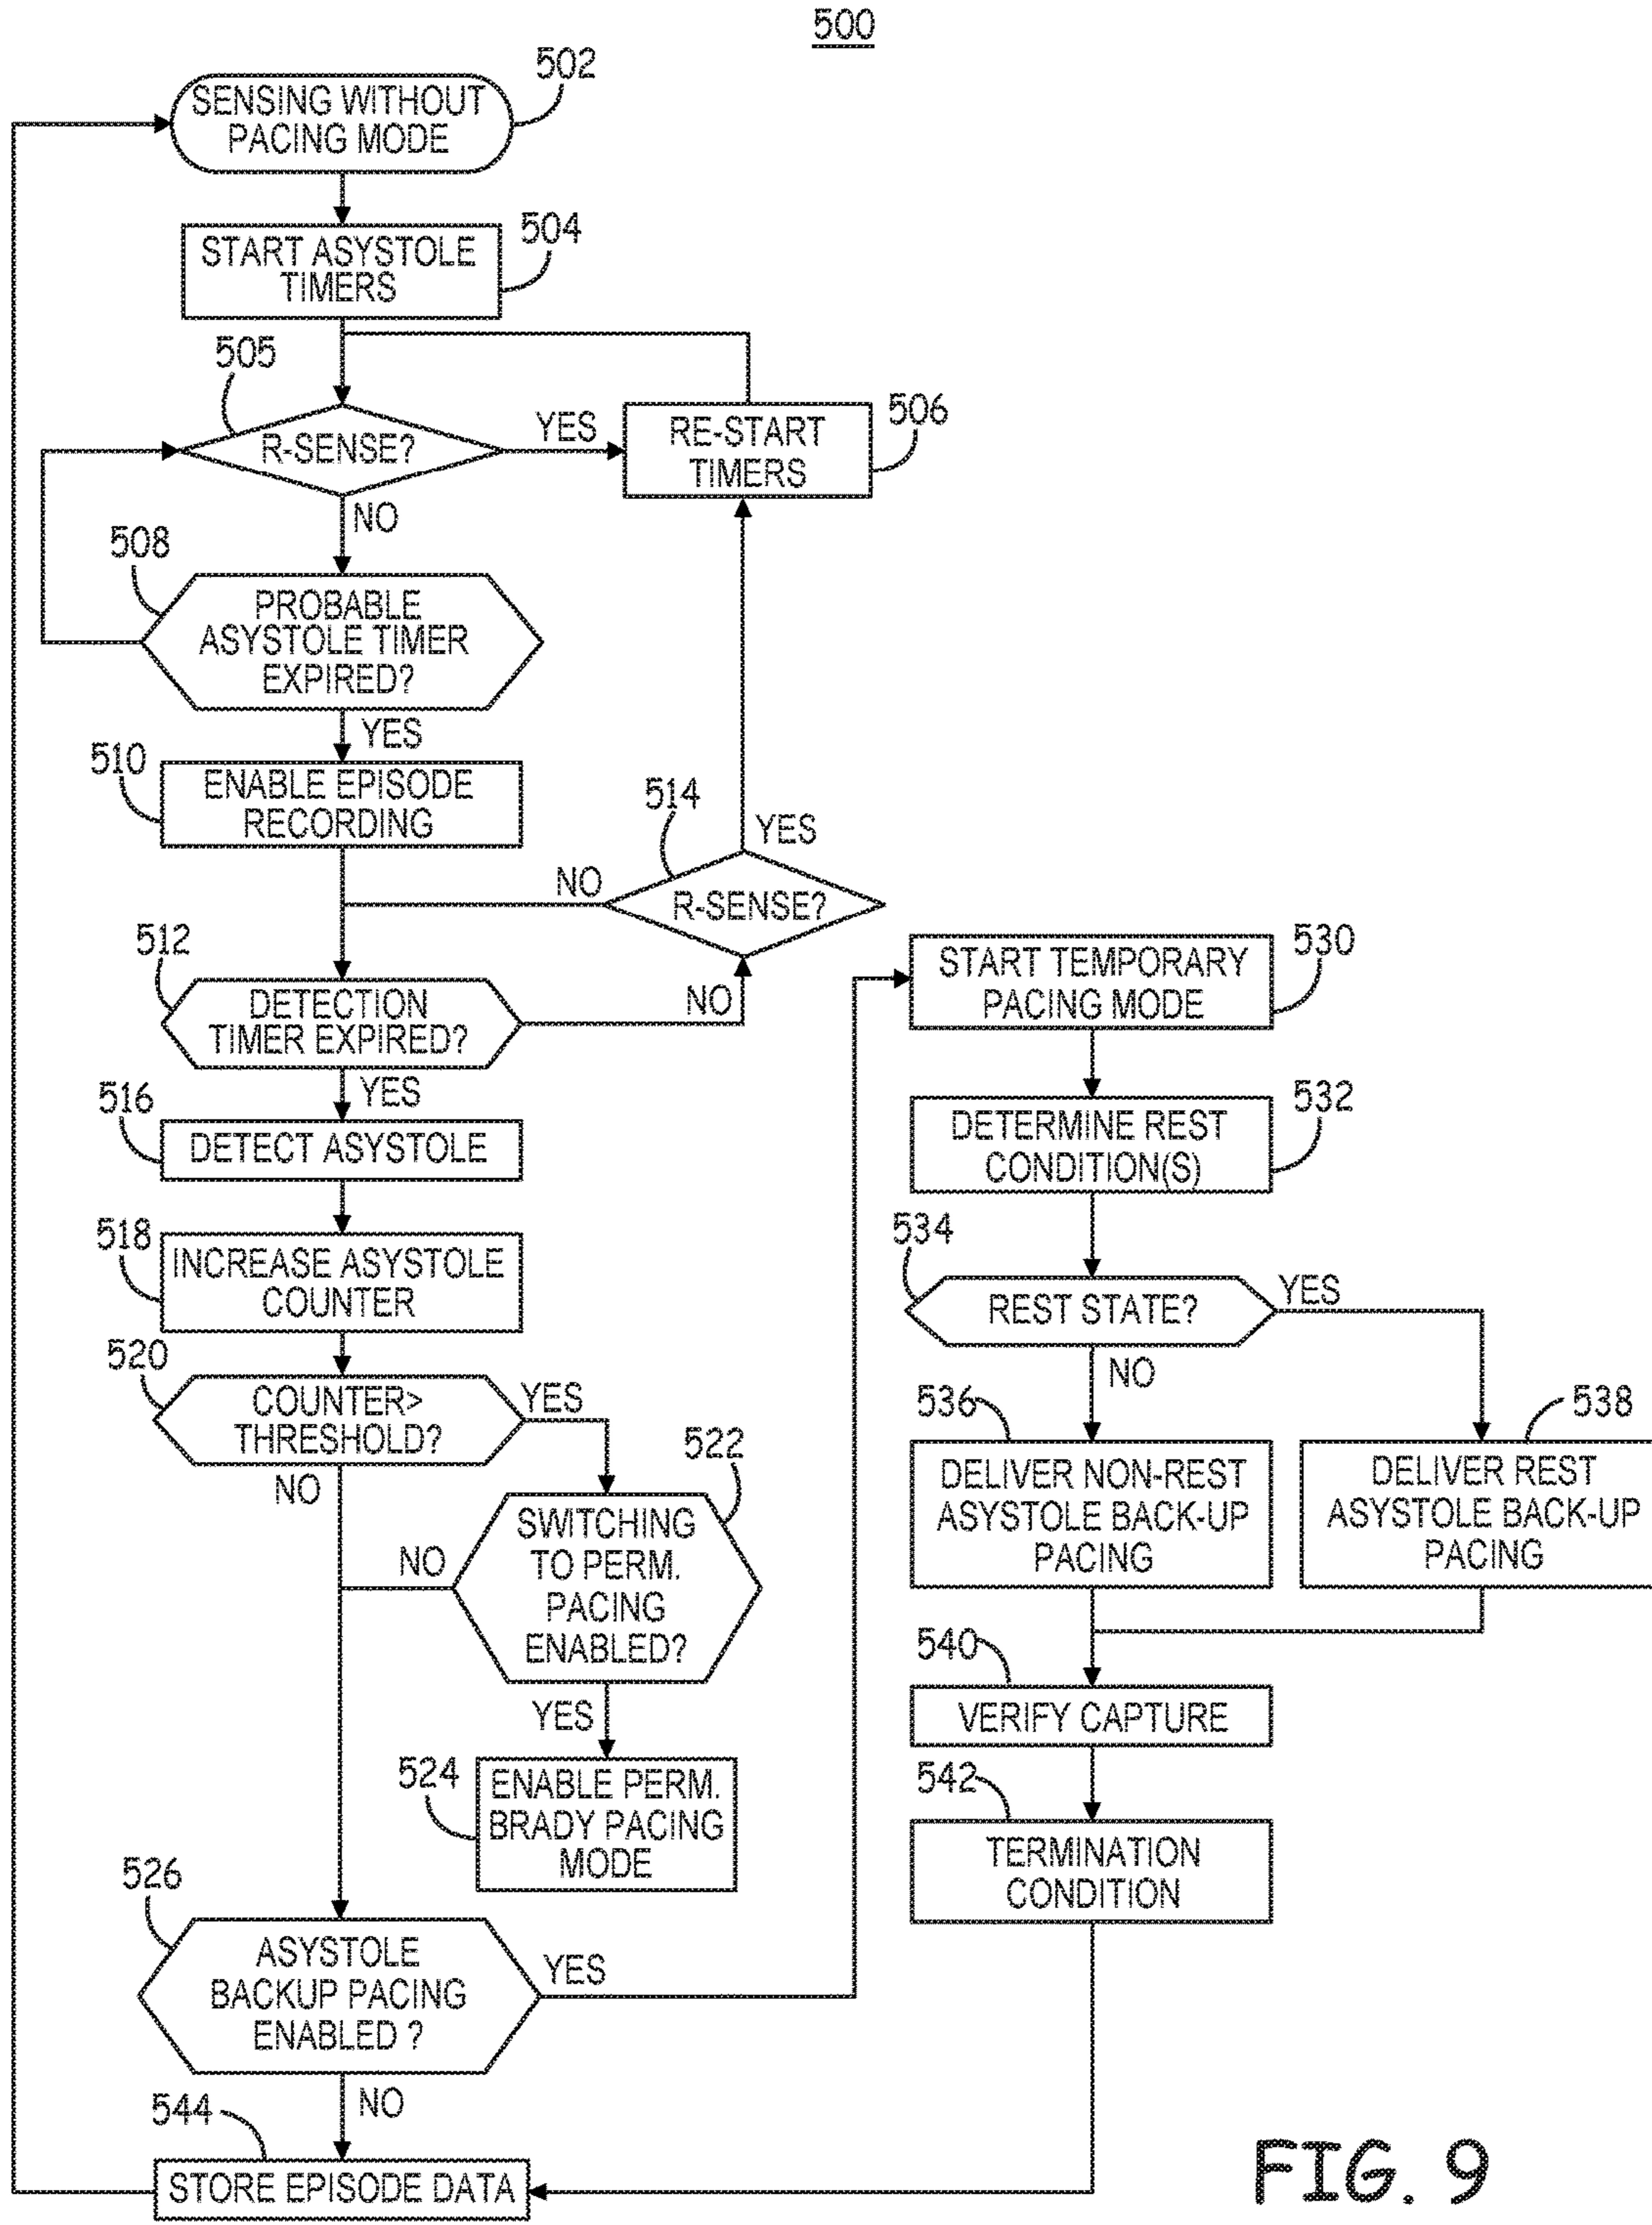 500
502
SENSING WITHOUT
PACING MODE
504
START ASYSTOLE
TIMERS
505
R-SENSE?
YES
506
RE-START
TIMERS
NO
508
PROBABLE
ASYSTOLE TIMER
EXPIRED?
YES
510
ENABLE EPISODE
RECORDING
514
YES
NO
R-SENSE?
512
DETECTION
TIMER EXPIRED?
NO
YES
516
DETECT ASYSTOLE
518
INCREASE ASYSTOLE
COUNTER
520
COUNTER>
THRESHOLD?
YES
NO
522
SWITCHING
TO PERM.
PACING
ENABLED?
NO
YES
524
ENABLE PERM.
BRADY PACING
MODE
526
ASYSTOLE
BACKUP PACING
ENABLED ?
YES
NO
544
STORE EPISODE DATA
530
START TEMPORARY
PACING MODE
532
DETERMINE REST
CONDITION(S)
534
REST STATE?
YES
NO
536
DELIVER NON-REST
ASYSTOLE BACK-UP
PACING
538
DELIVER REST
ASYSTOLE BACK-UP
PACING
540
VERIFY CAPTURE
542
TERMINATION
CONDITION
FIG. 9